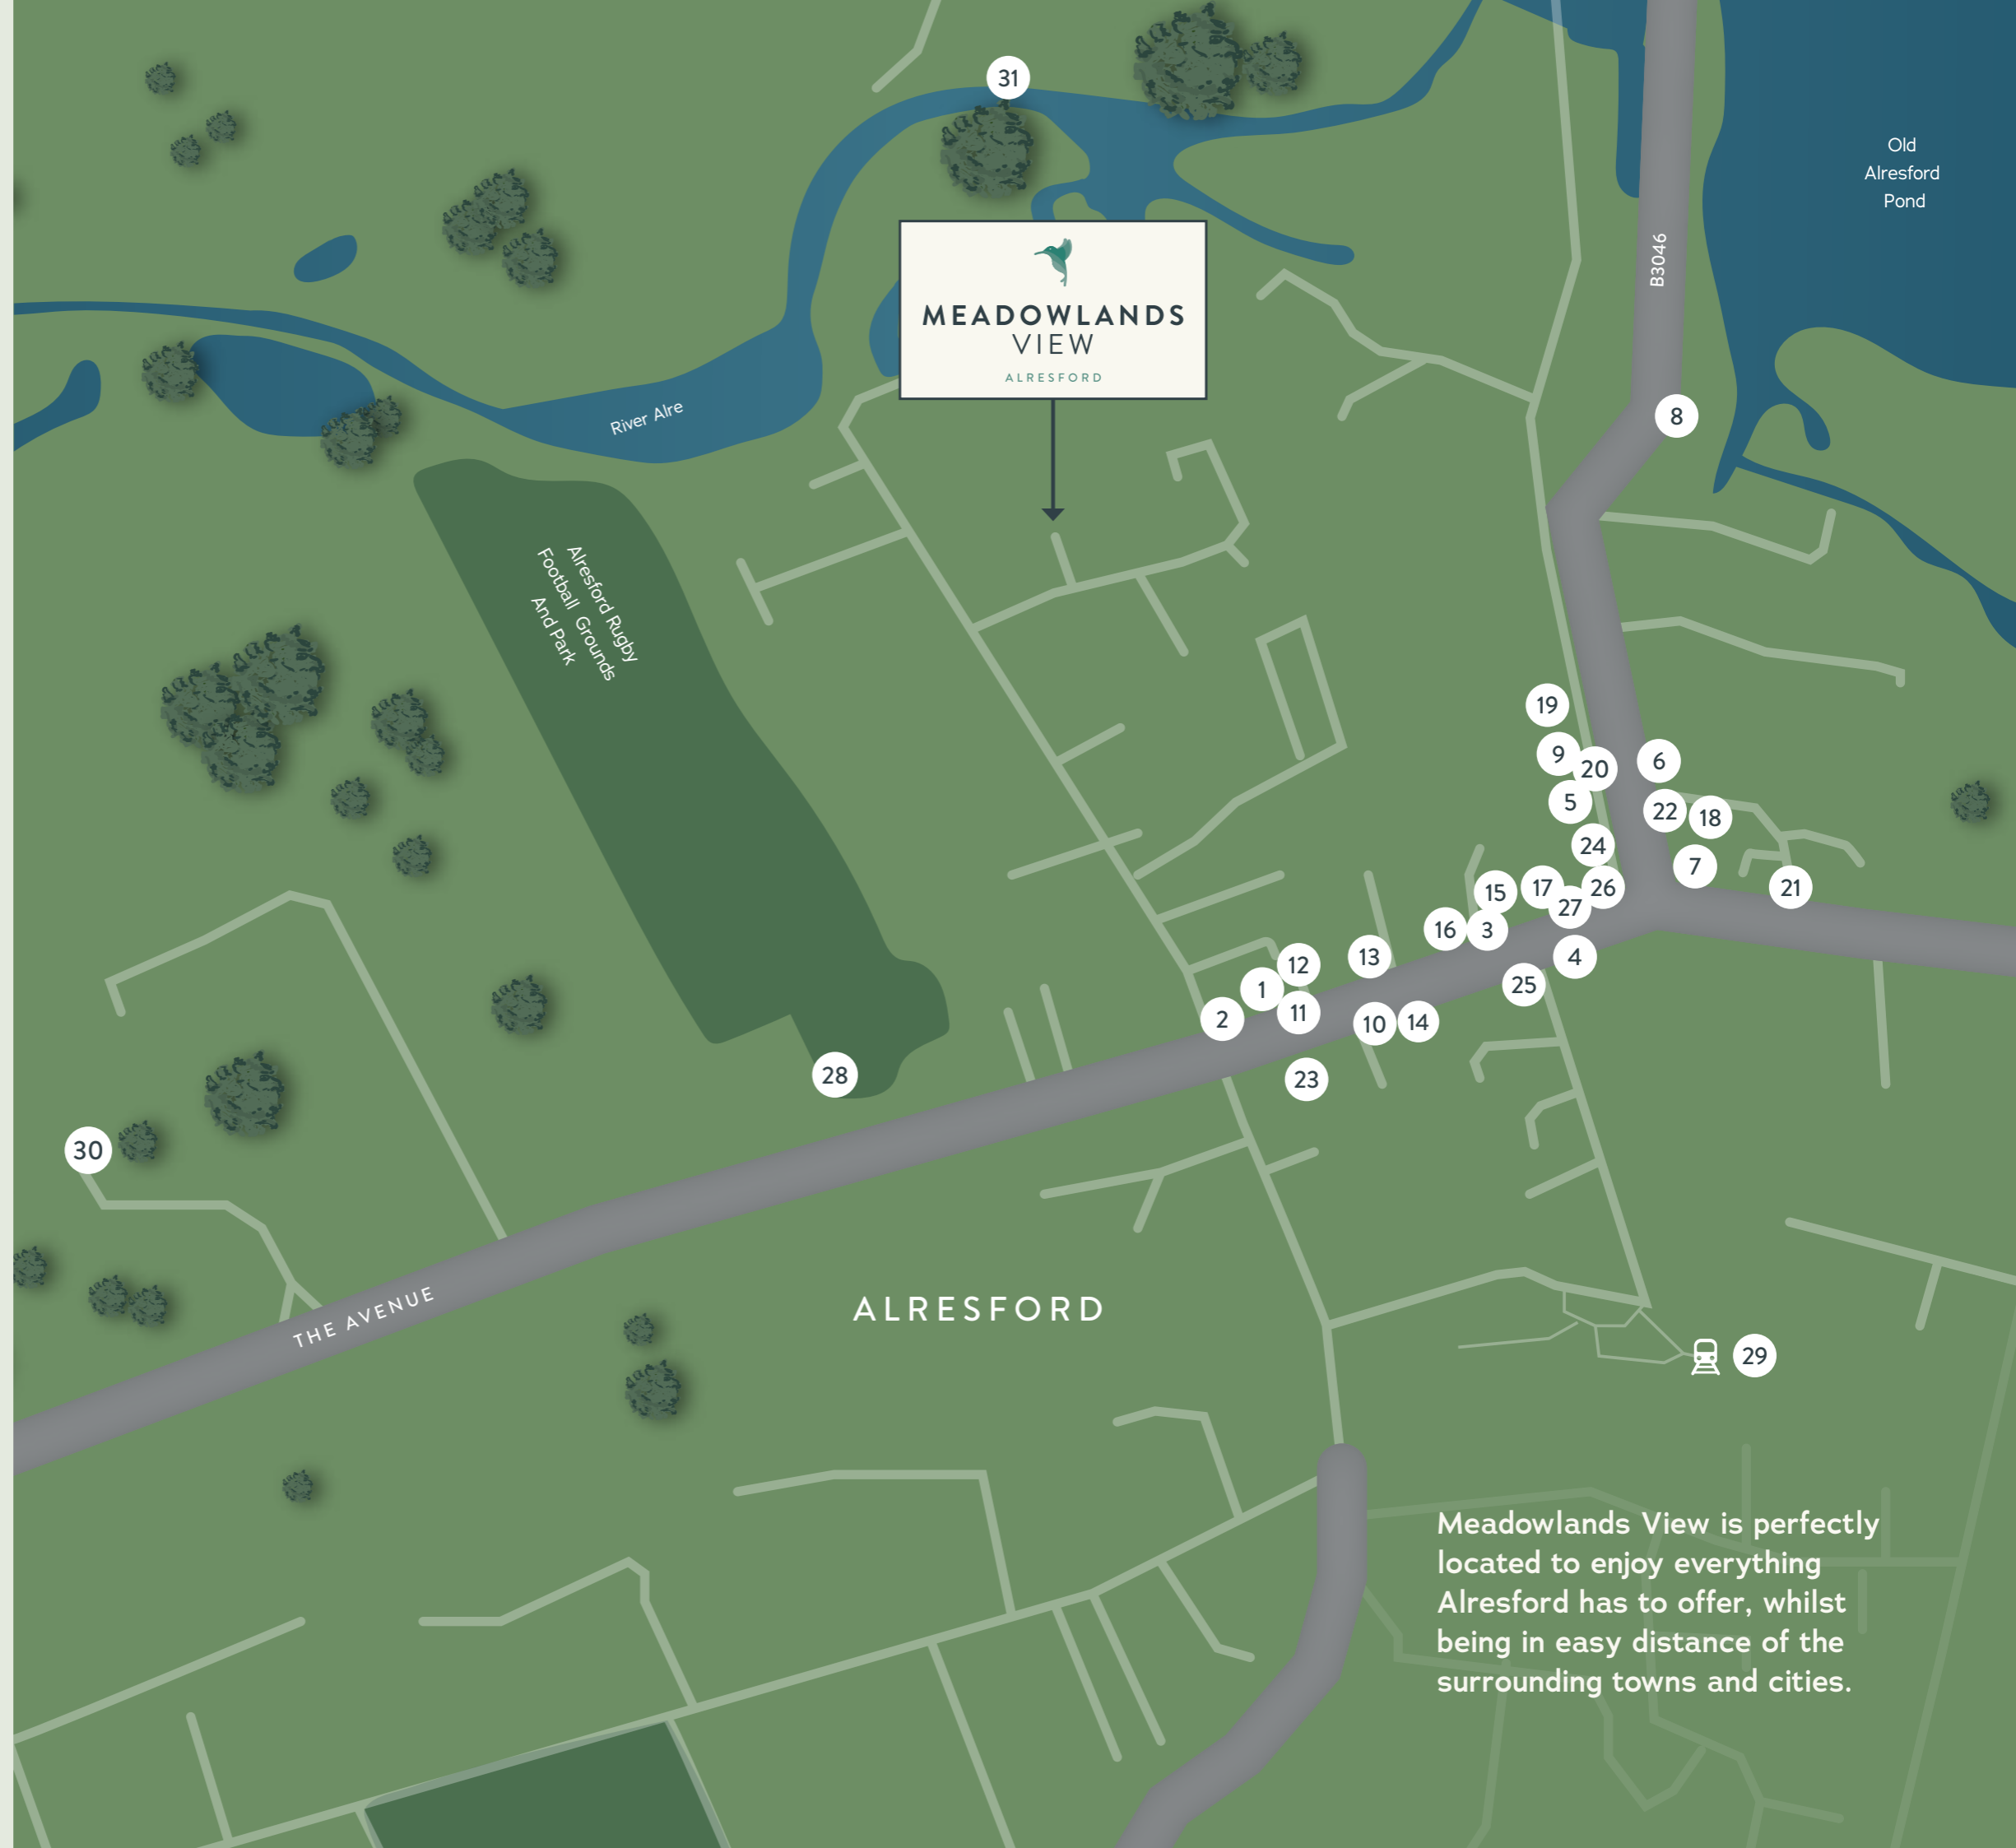 31
Old
Alresford
Pond
B3046
MEADOWLANDS
VIEW
ALRESFORD
River Alre
8
Alresford Rugby
Football Grounds
And Park
19
9
20
6
5
22
18
24
7
15
17
26
21
27
16
3
13
4
12
1
25
11
2
10
14
28
23
30
THE AVENUE
ALRESFORD
29
Meadowlands View is perfectly
located to enjoy everything
Alresford has to offer, whilst
being in easy distance of the
surrounding towns and cities.